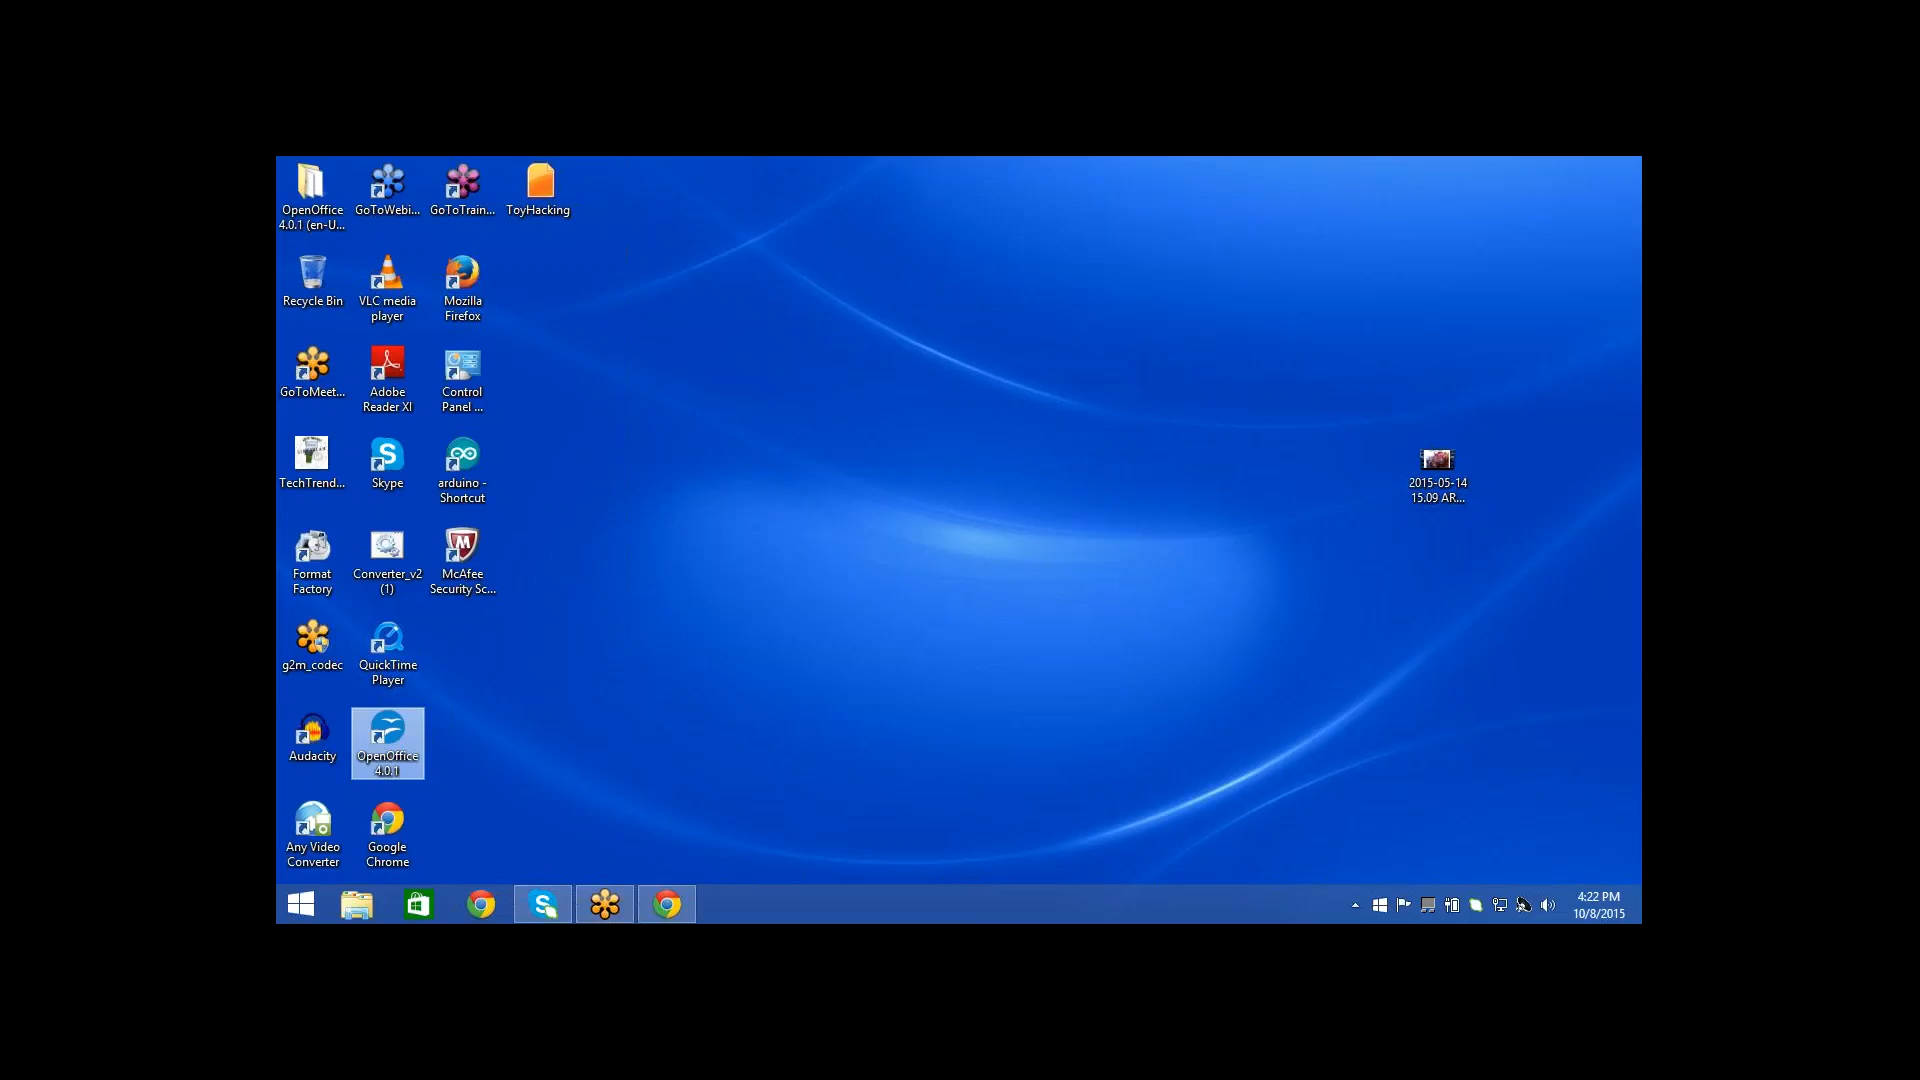 OpenOffice
4.0.1 (en-U...
GoToWebi...
GoToTrain...
ToyHacking
Recycle Bin
VLC media
player
Mozilla
Firefox
GoToMeet...
Adobe
Reader XI
Control
Panel ...
TechTrend...
Skype
arduino -
Shortcut
2015-05-14
15.09 AR...
Format
Factory
Converter_v2
(1)
McAfee
Security Sc...
g2m_codec
QuickTime
Player
Audacity
OpenOffice
4.0.1
Any Video
Converter
Google
Chrome
4:22 PM
10/8/2015